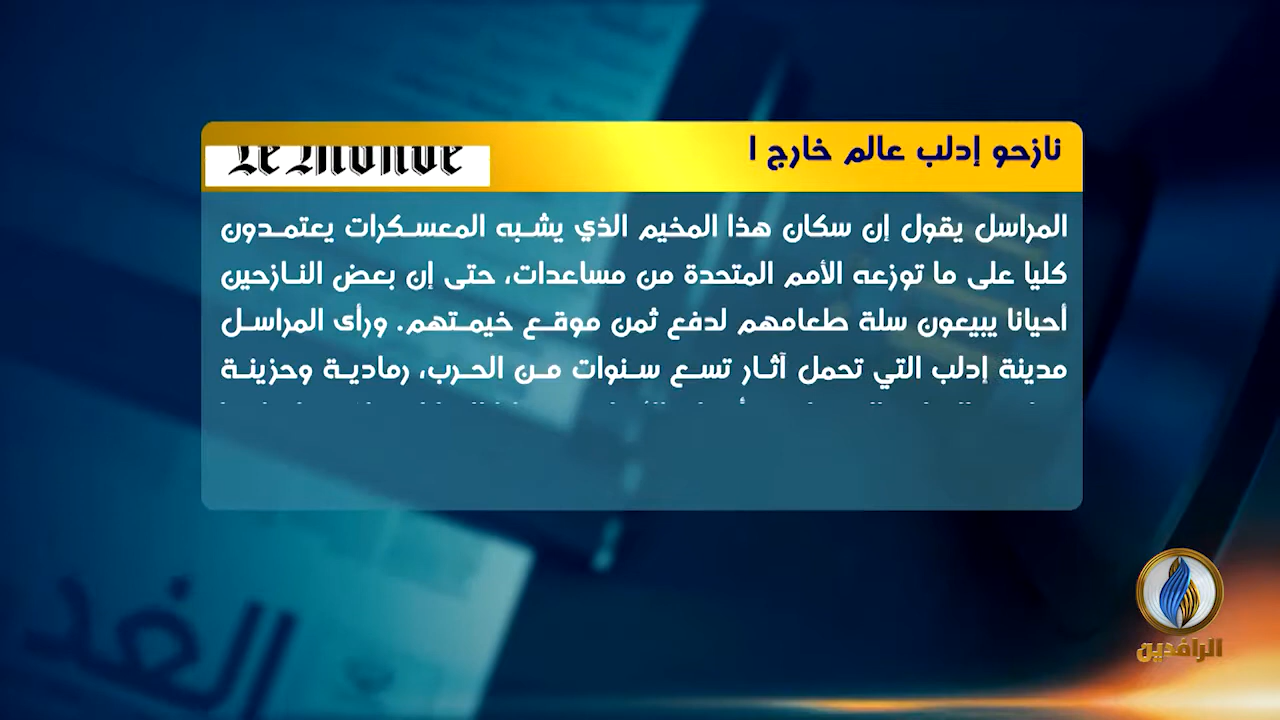 نازحو إدلب عالم خارج ا
Le Monde
المراسل يقول إن سكان هذا المخيم الذي يشبه المعسكرات يعتمدون
كليا على ما توزعه الأمم المتحدة من مساعدات، حتى إن بعض النازحين
أحيانا يبيعون سلة طعامهم لدفع ثمن موقع خيمتهم. ورأى المراسل
مدينة إدلب التي تحمل آثار تسع سنوات من الحرب، رمادية وحزينة
الغد
الرافدين